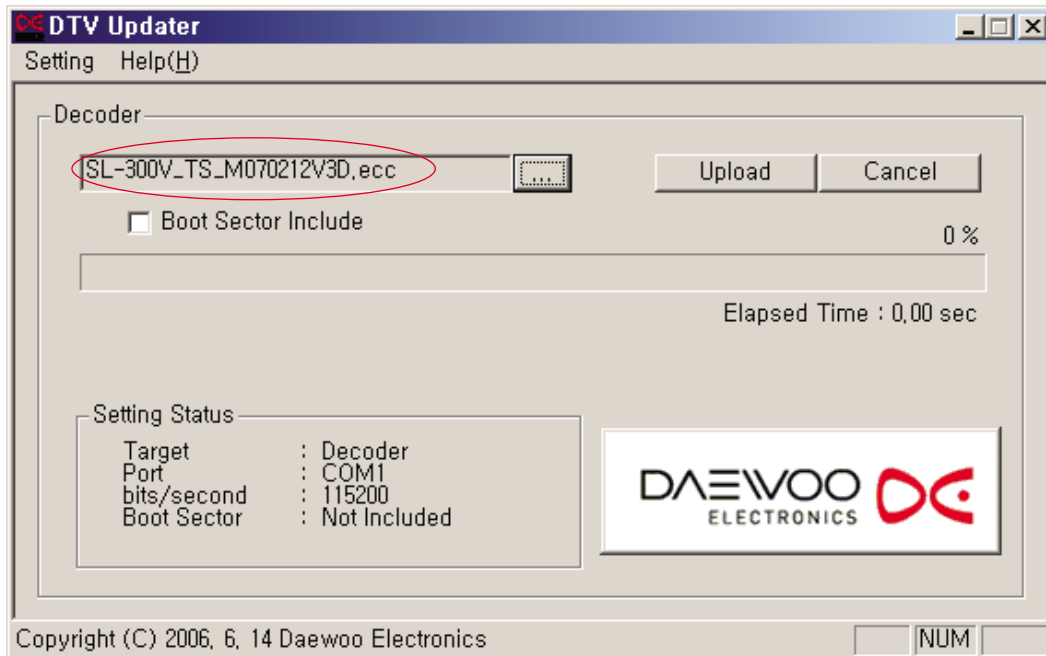 DTV Updater
Setting Help(H)
Decoder
SL-300V_TS_M070212V3D.ecc
...
Upload Cancel
Boot Sector Include
0 %
Elapsed Time : 0.00 sec
Setting Status
Target : Decoder
Port : COM1
bits/second : 115200
Boot Sector : Not Included
DAEWOO
ELECTRONICS
Copyright (C) 2006, 6, 14 Daewoo Electronics
NUM